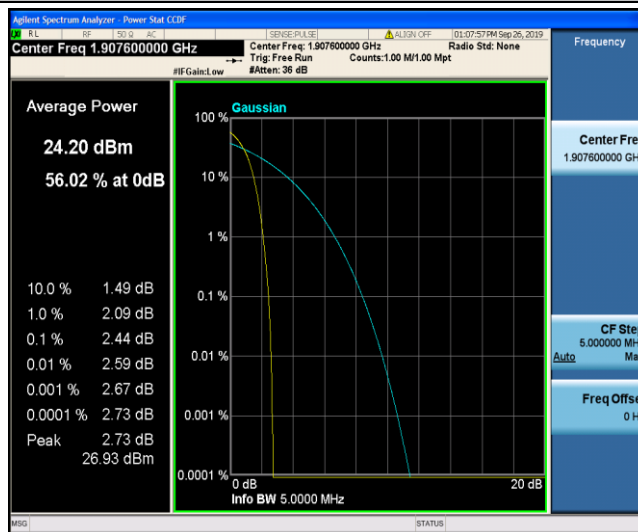 Agilent Spectrum Analyzer - Power Stat CCDF
RL RF 50 Ω AC SENSE:PULSE ALIGN OFF 01:07:57 PM Sep 26, 2019
Center Freq 1.907600000 GHz
Center Freq: 1.907600000 GHz Radio Std: None
Trig: Free Run Counts:1.00 M/1.00 Mpt
#IFGain:Low #Atten: 36 dB
Frequency
Average Power
24.20 dBm
56.02 % at 0dB
10.0 % 1.49 dB
1.0 % 2.09 dB
0.1 % 2.44 dB
0.01 % 2.59 dB
0.001 % 2.67 dB
0.0001 % 2.73 dB
Peak 2.73 dB
26.93 dBm
Gaussian
100 %
10 %
1 %
0.1 %
0.01 %
0.001 %
0.0001 %
0 dB 20 dB
Info BW 5.0000 MHz
Center Fre
1.907600000 GH
CF Ste
5.000000 MH
Auto Ma
Freq Offse
0 H
MSG STATUS